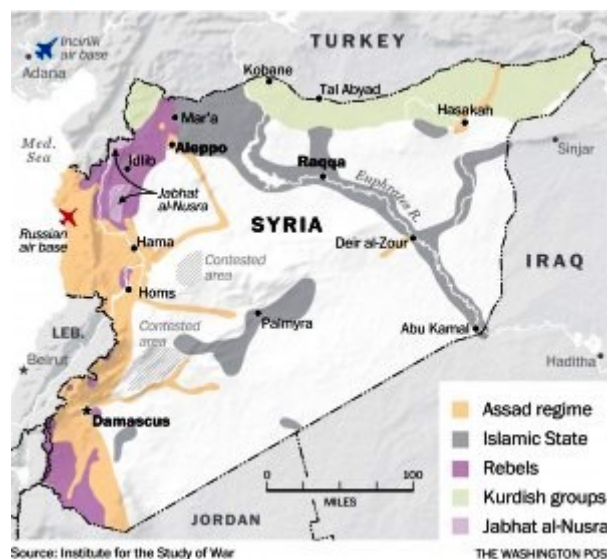 Incirlik
air base
Adana
TURKEY
Kobane
Tal Abyad
Mar'a
Hasakah
Med.
Sea
Aleppo
Sinjar
Idlib
Raqqa
Jabhat
al-Nusra
Euphrates R.
Russian
air base
SYRIA
Hama
Deir al-Zour
Contested
area
IRAQ
Homs
LEB.
Contested
area
Palmyra
Abu Kamal
Beirut
Haditha
Damascus
Assad regime
Islamic State
Rebels
Kurdish groups
Jabhat al-Nusra
0
100
MILES
JORDAN
Source: Institute for the Study of War
THE WASHINGTON POS